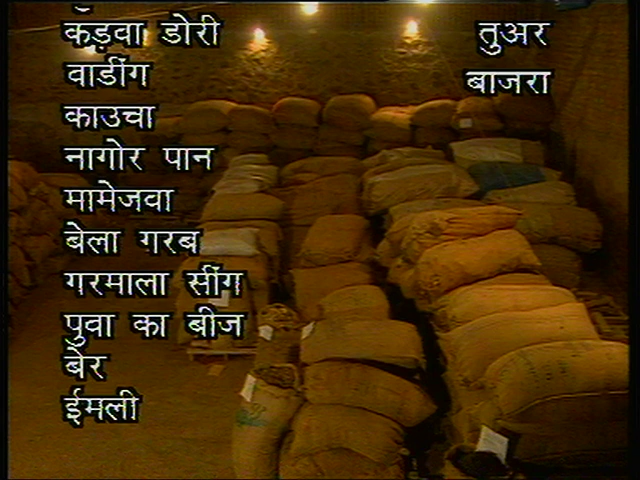 कड़वा डोरी
वाडींग
काउचा
नागोर पान
मामेजवा
बेला गरब
गरमाला सींग
पुवा का बीज
बेर
ईमली
तुअर
बाजरा